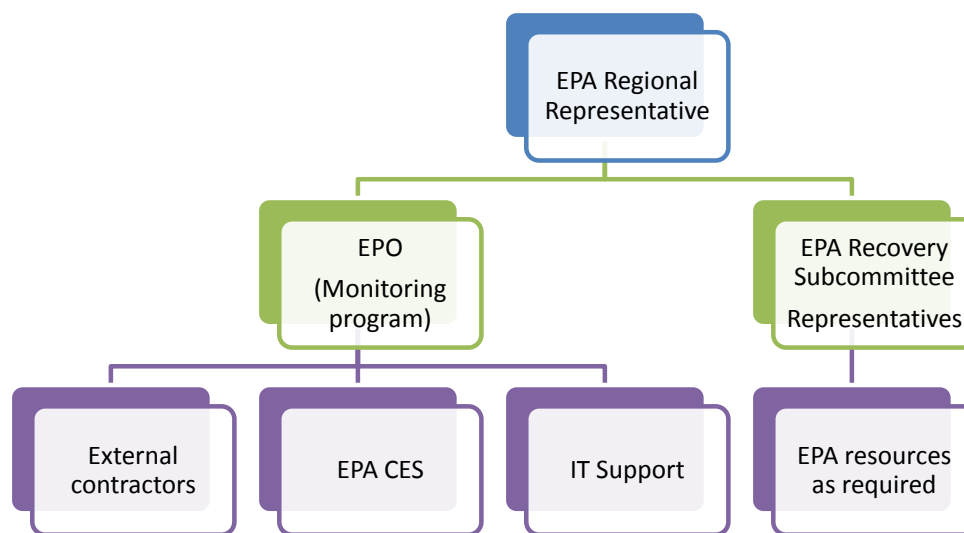 EPA Regional
Representative
EPO
(Monitoring
program)
EPA Recovery
Subcommittee
Representatives
External
contractors
EPA CES
IT Support
EPA resources
as required